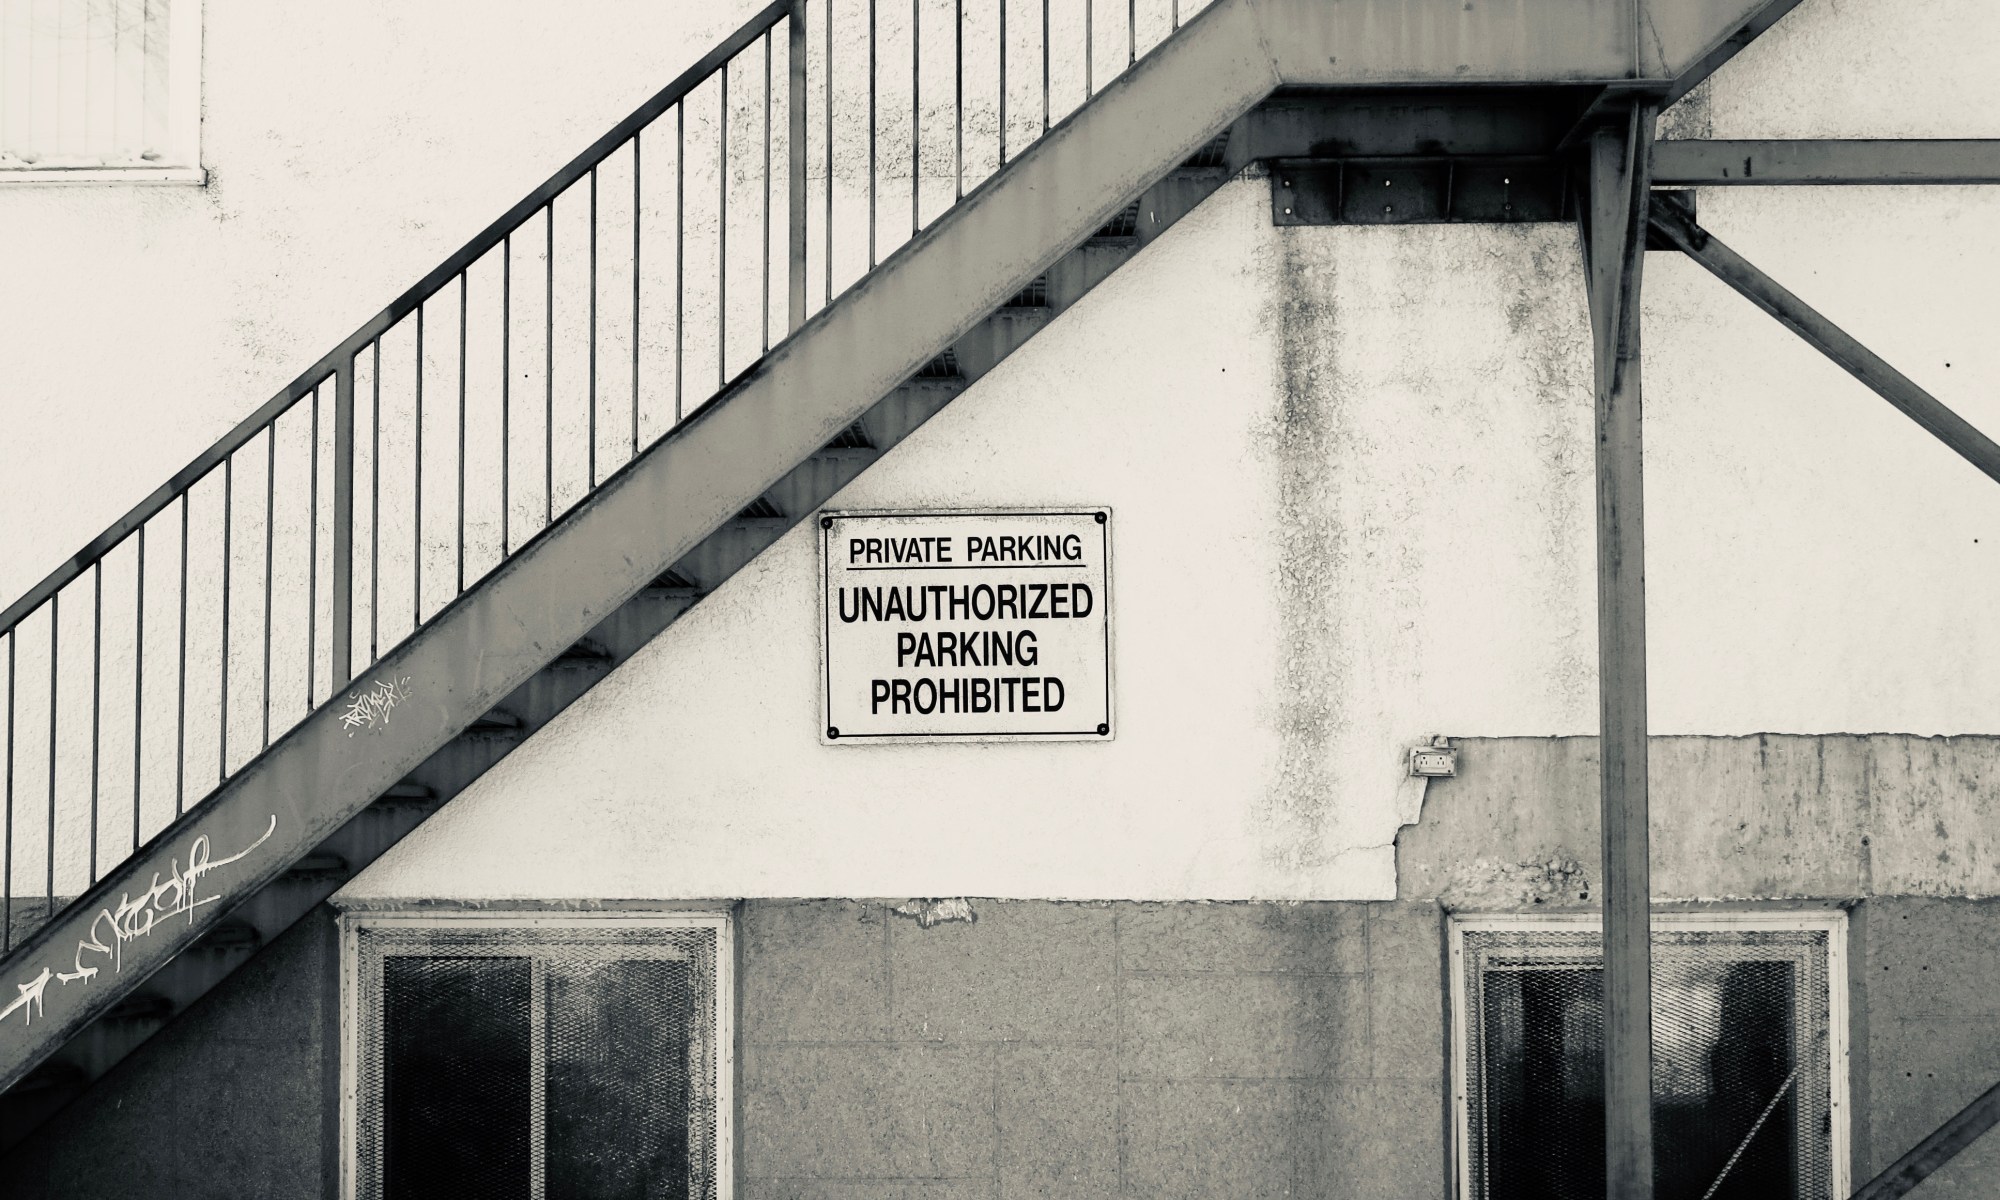 PRIVATE PARKING
UNAUTHORIZED
PARKING
PROHIBITED